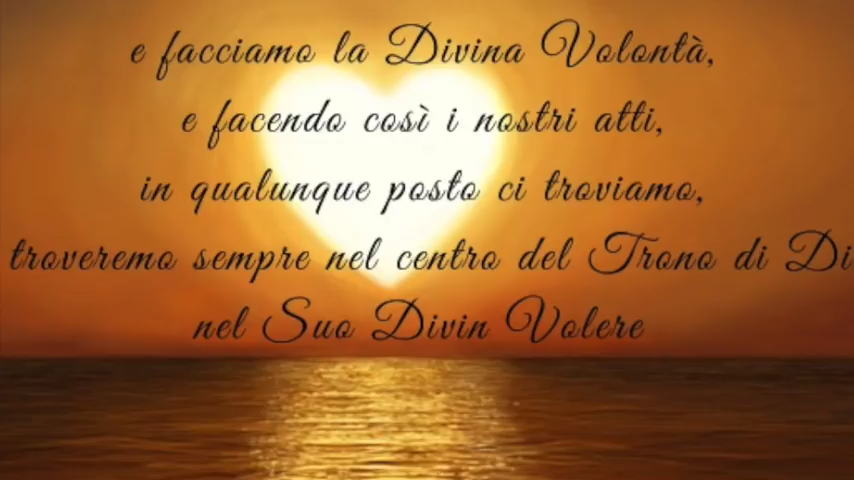 e facciamo la Divina Volontà,
e facendo così i nostri atti,
in qualunque posto ci troviamo,
troveremo sempre nel centro del Trono di Di
nel Suo Divin Volere